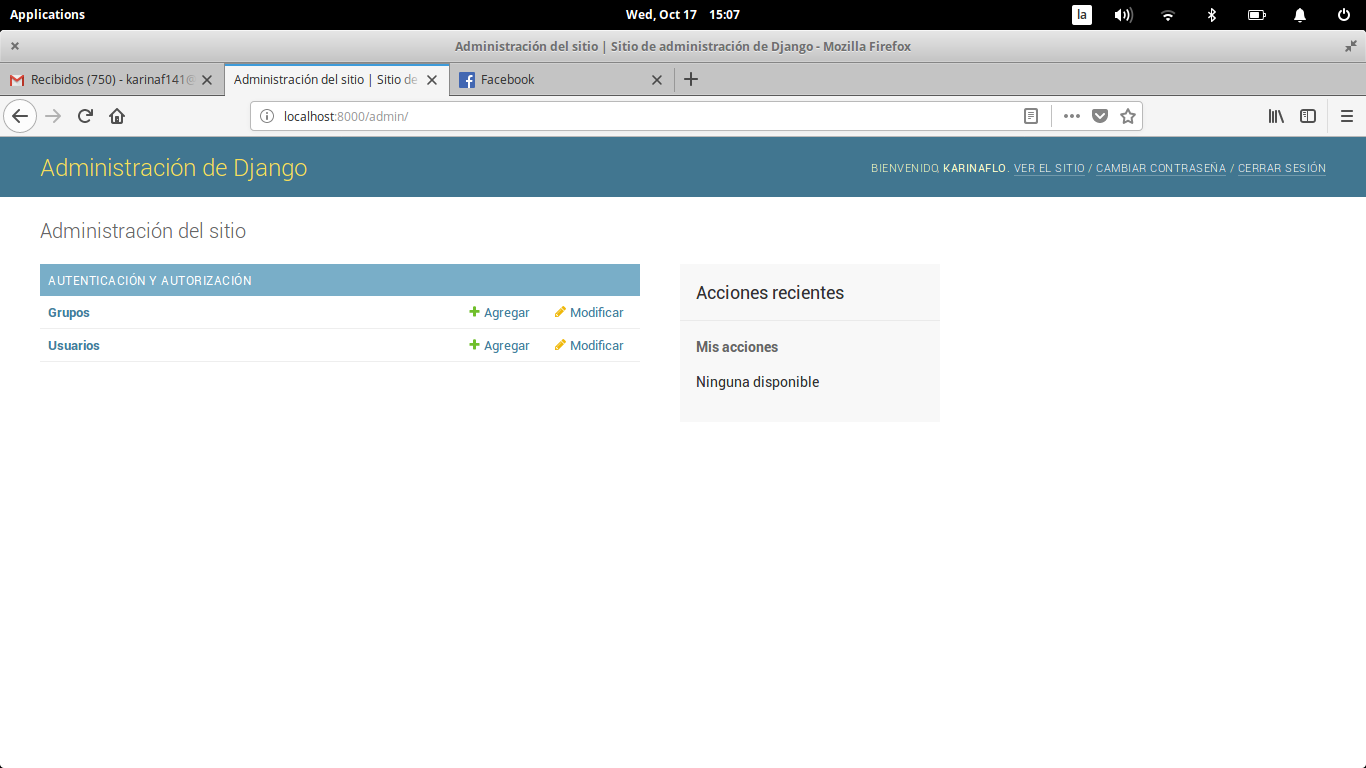 Applications Wed, Oct 17 15:07 la
Administración del sitio | Sitio de administración de Django - Mozilla Firefox
Recibidos (750) - karinaf141@ Administración del sitio | Sitio de Facebook
localhost:8000/admin/
Administración de Django
BIENVENIDO, KARINAFLO. VER EL SITIO / CAMBIAR CONTRASEÑA / CERRAR SESIÓN
Administración del sitio
AUTENTICACIÓN Y AUTORIZACIÓN
Grupos Agregar Modificar
Usuarios Agregar Modificar
Acciones recientes
Mis acciones
Ninguna disponible